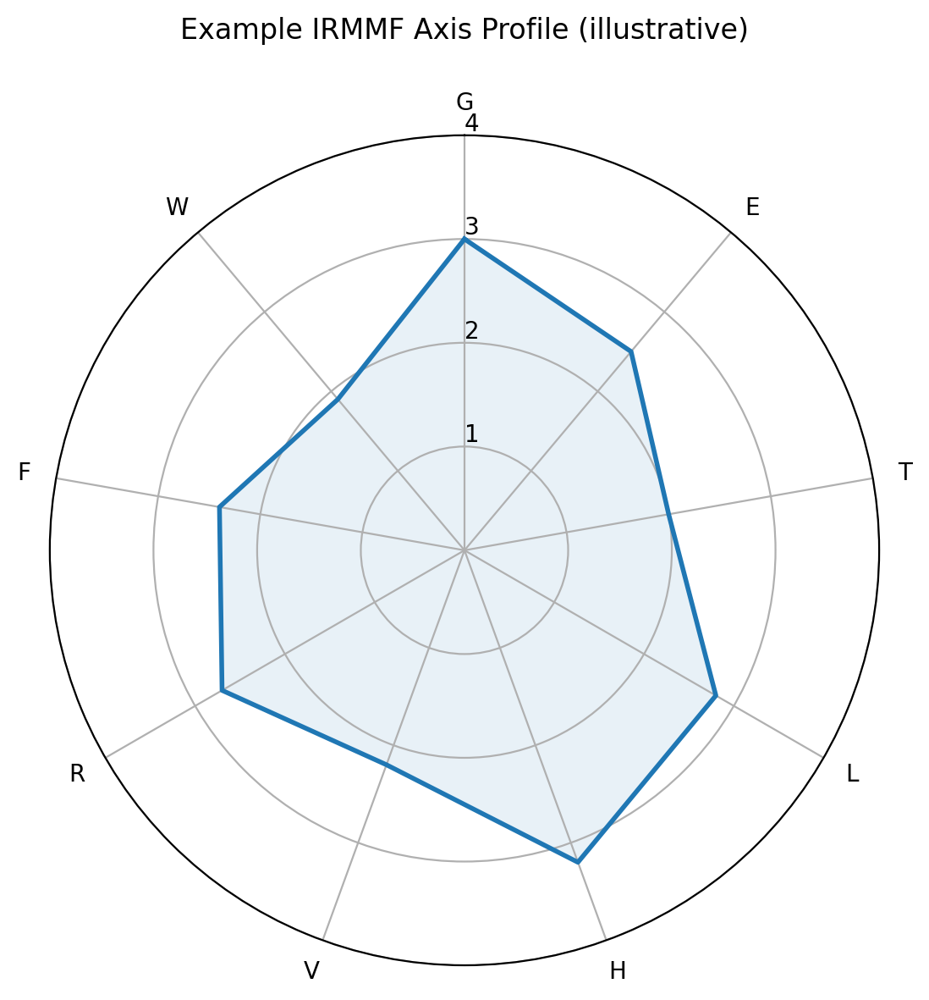 Example IRMMF Axis Profile (illustrative)
G
4
W
E
3
2
1
F
T
R
L
V
H